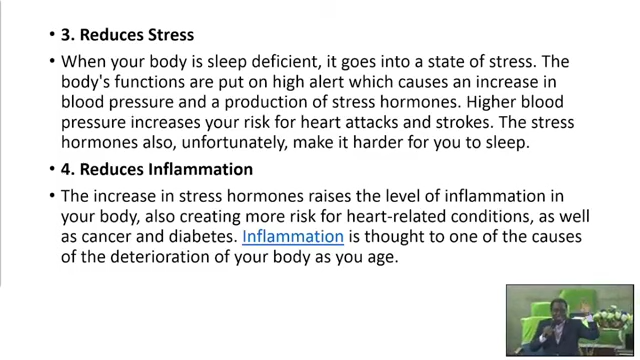 • 3. Reduces Stress
• When your body is sleep deficient, it goes into a state of stress. The
body's functions are put on high alert which causes an increase in
blood pressure and a production of stress hormones. Higher blood
pressure increases your risk for heart attacks and strokes. The stress
hormones also, unfortunately, make it harder for you to sleep.
• 4. Reduces Inflammation
• The increase in stress hormones raises the level of inflammation in
your body, also creating more risk for heart-related conditions, as well
as cancer and diabetes. Inflammation is thought to one of the causes
of the deterioration of your body as you age.